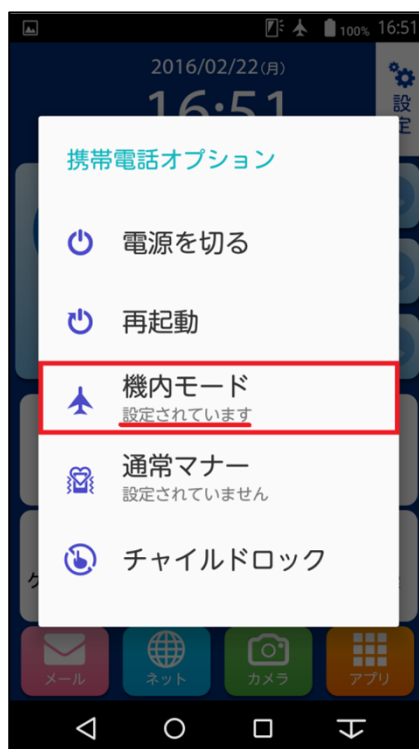 100% 16:51
2016/02/22(月)
16:51
設定
携帯電話オプション
電源を切る
再起動
機内モード
設定されています
通常マナー
設定されていません
チャイルドロック
メール
ネット
カメラ
アプリ